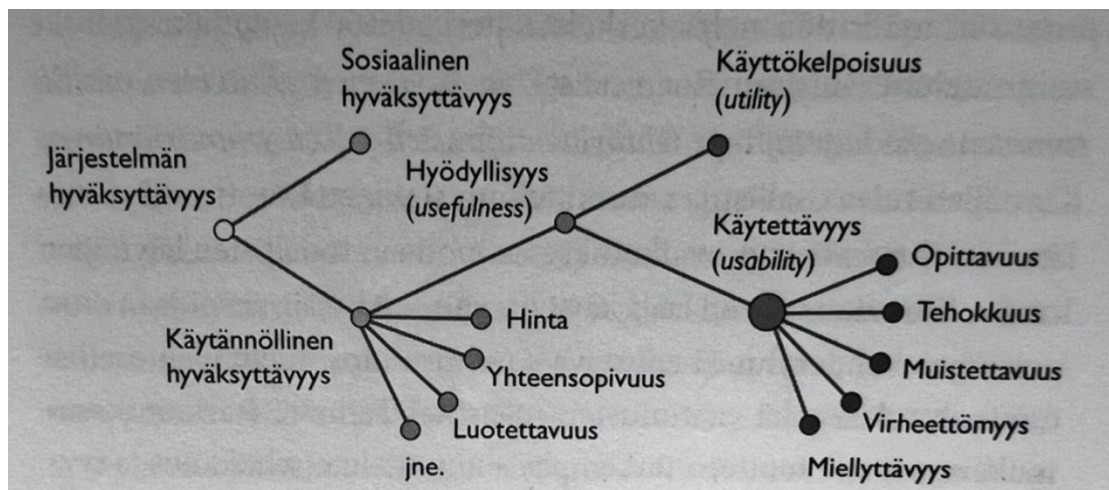 Sosiaalinen
hyväksyttävyys
Käyttökelpoisuus
(utility)
Järjestelmän
hyväksyttävyys
Hyödyllisyys
(usefulness)
Käytettävyys
(usability)
Opittavuus
Tehokkuus
Muistettavuus
Virheettömyys
Miellyttävyys
Käytännöllinen
hyväksyttävyys
Hinta
Yhteensopivuus
Luotettavuus
jne.